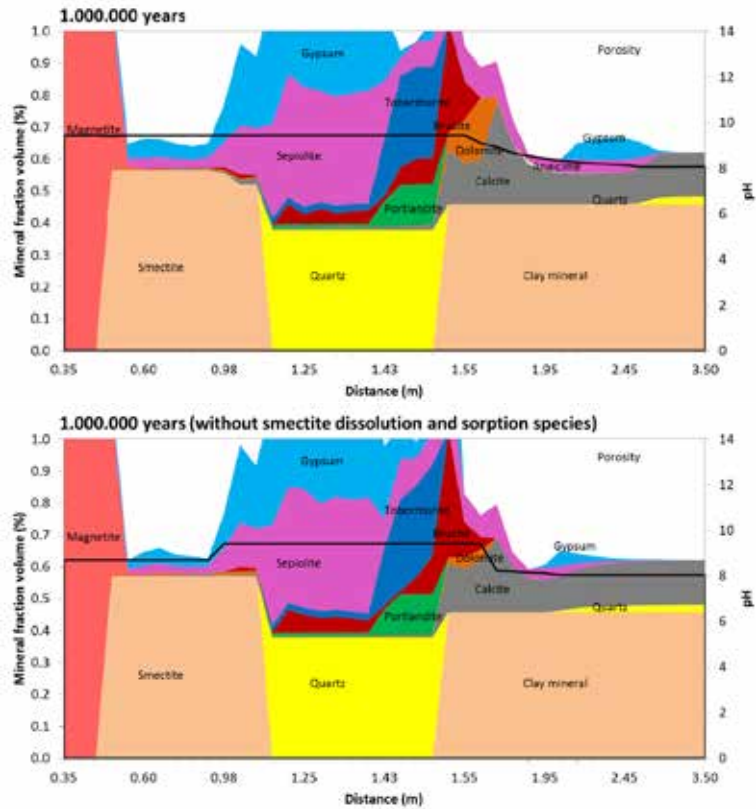 1.000.000 years
1.0
0.9
0.8
0.7
0.6
0.5
0.4
0.3
0.2
0.1
0.0
Mineral fraction volume (%)
14
12
10
8
6
4
2
0
pH
Gypsum
Porosity
Magnetite
Tobermorite
Brucite
Sepiolite
Dolomite
Gypsum
Analcite
Calcite
Quartz
Portlandite
Smectite
Quartz
Clay mineral
0.35 0.60 0.98 1.25 1.43 1.55 1.95 2.45 3.50
Distance (m)
1.000.000 years (without smectite dissolution and sorption species)
1.0
0.9
0.8
0.7
0.6
0.5
0.4
0.3
0.2
0.1
0.0
Mineral fraction volume (%)
14
12
10
8
6
4
2
0
pH
Gypsum
Porosity
Tobermorite
Magnetite
Brucite
Gypsum
Sepiolite
Dolomite
Calcite
Quartz
Portlandite
Smectite
Quartz
Clay mineral
0.35 0.60 0.98 1.25 1.43 1.55 1.95 2.45 3.50
Distance (m)